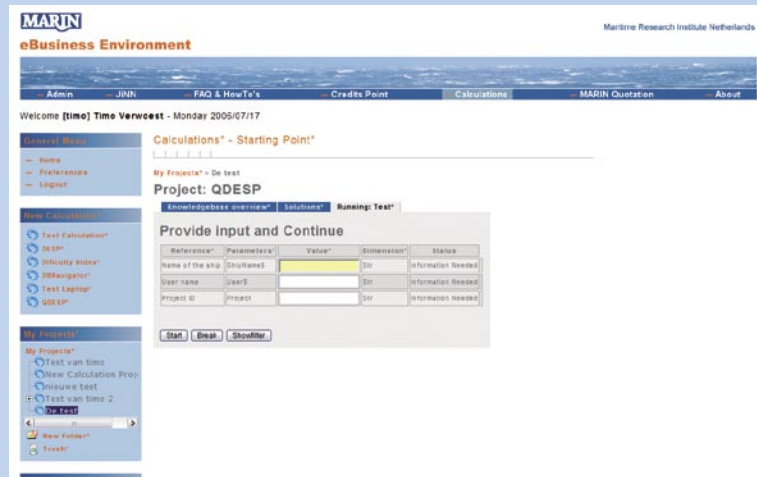 MARIN
Maritime Research Institute Netherlands
eBusiness Environment
Admin
JiNN
FAQ & HowTo's
Credits Point
Calculations
MARIN Quotation
About
Welcome [timo] Timo Verwoest - Monday 2006/07/17
General Menu
Home
Preferences
Logout
New Calculation*
Test Calculation*
DESP*
Dificulty Index*
DBNavigator*
Test Laptop*
QDESP*
My Projects*
My Projects*
Test van timo
New Calculation Proj
nieuwe test
Test van timo 2
De test
New Folder*
Trash*
Calculations* - Starting Point*
My Projects* > De test
Project: QDESP
Knowledgebase overview*
Solutions*
Running: Test*
Provide input and Continue
Reference* Parameters* Value* Dimension* Status
Name of the ship ShipName$ Str Information Needed
User name User$ Str Information Needed
Project ID Project Str Information Needed
Start
Break
Showfilter